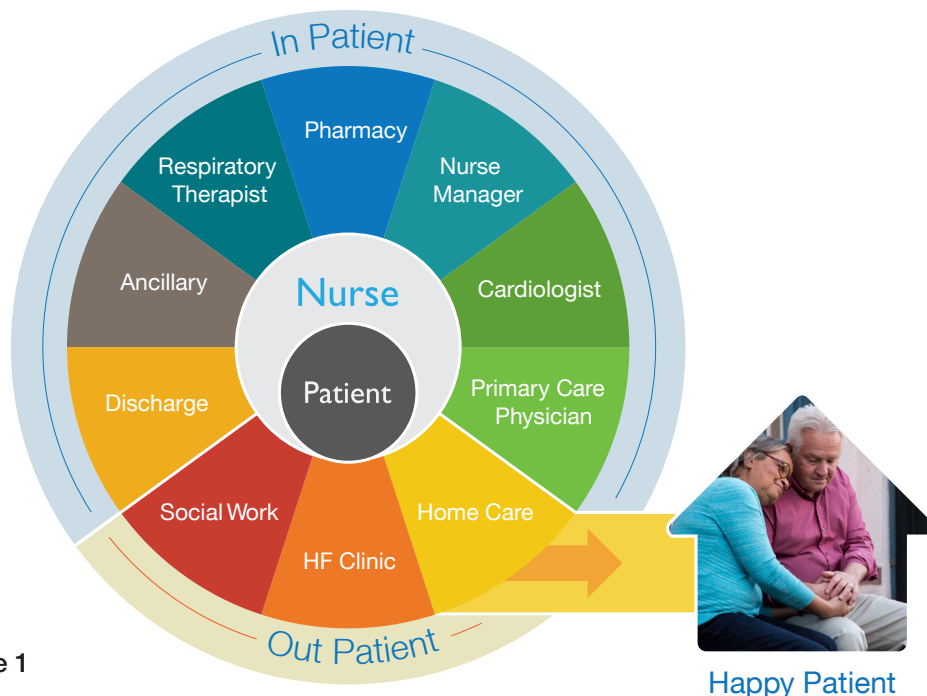 In Patient
Pharmacy
Respiratory
Therapist
Nurse
Manager
Ancillary
Nurse
Cardiologist
Discharge
Patient
Primary Care
Physician
Social Work
HF Clinic
Home Care
Out Patient
e 1
Happy Patient